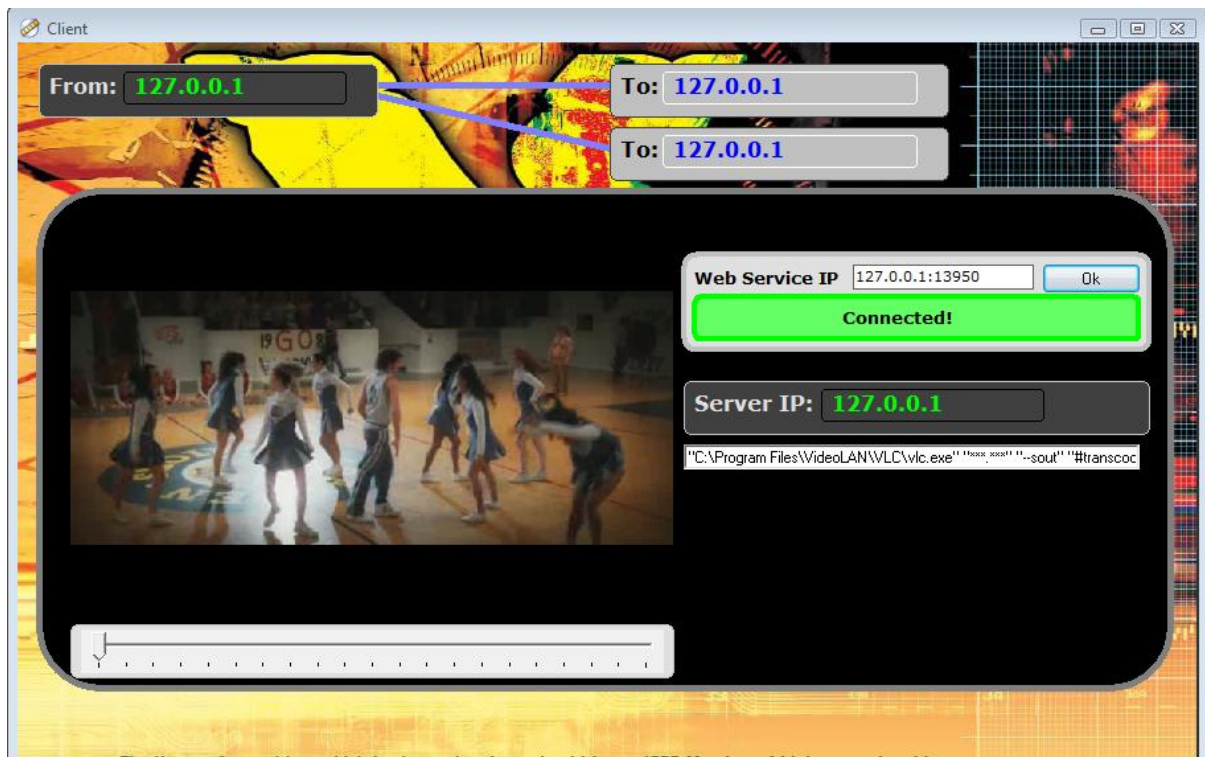 Client
From: 127.0.0.1
To: 127.0.0.1
To: 127.0.0.1
Web Service IP 127.0.0.1:13950 Ok
Connected!
19 GO
Server IP: 127.0.0.1
"C:\Program Files\VideoLAN\VLC\vlc.exe" "***.***" "--sout" "#transcoc